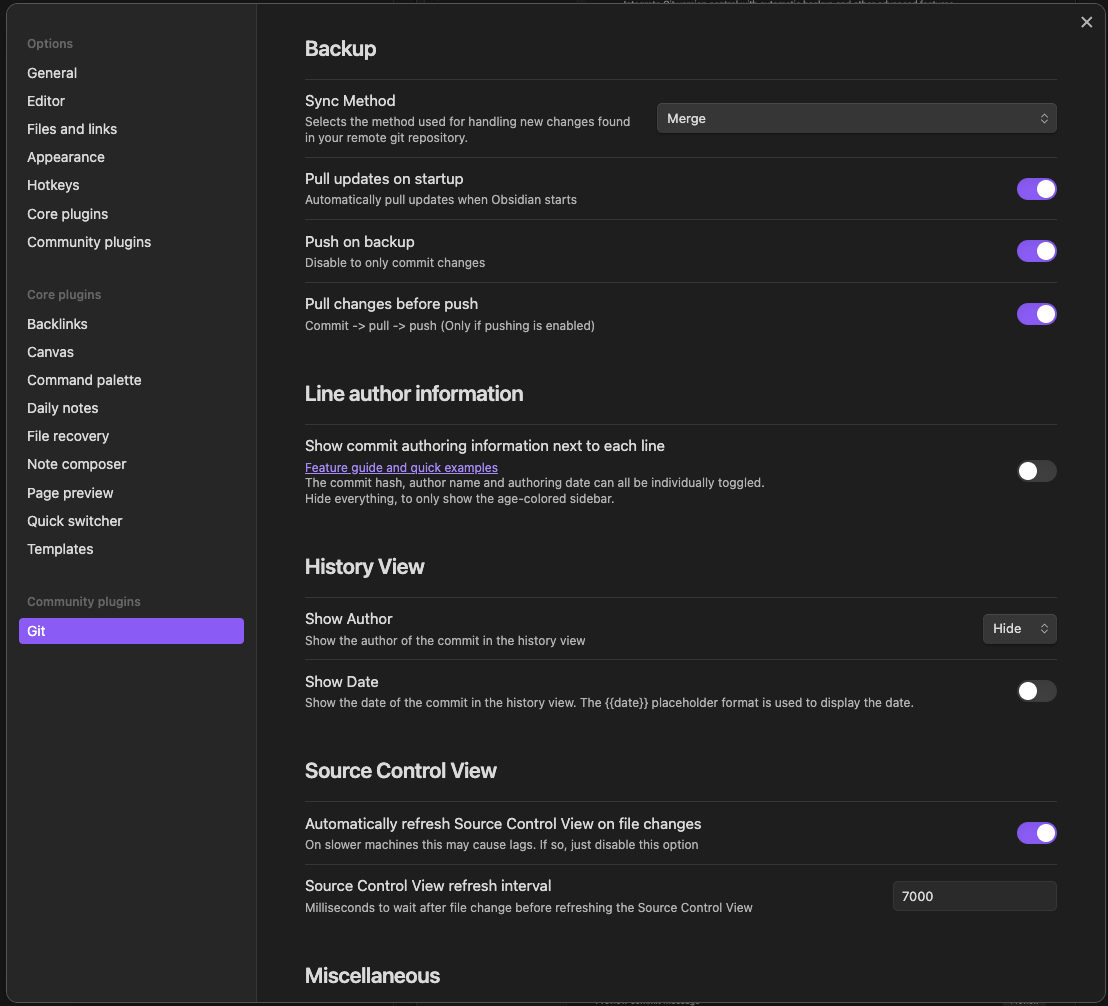 Options
General
Editor
Files and links
Appearance
Hotkeys
Core plugins
Community plugins
Core plugins
Backlinks
Canvas
Command palette
Daily notes
File recovery
Note composer
Page preview
Quick switcher
Templates
Community plugins
Git
Backup
Sync Method
Selects the method used for handling new changes found
in your remote git repository.
Merge
Pull updates on startup
Automatically pull updates when Obsidian starts
Push on backup
Disable to only commit changes
Pull changes before push
Commit -> pull -> push (Only if pushing is enabled)
Line author information
Show commit authoring information next to each line
Feature guide and quick examples
The commit hash, author name and authoring date can all be individually toggled.
Hide everything, to only show the age-colored sidebar.
History View
Show Author
Show the author of the commit in the history view
Hide
Show Date
Show the date of the commit in the history view. The {{date}} placeholder format is used to display the date.
Source Control View
Automatically refresh Source Control View on file changes
On slower machines this may cause lags. If so, just disable this option
Source Control View refresh interval
Milliseconds to wait after file change before refreshing the Source Control View
7000
Miscellaneous